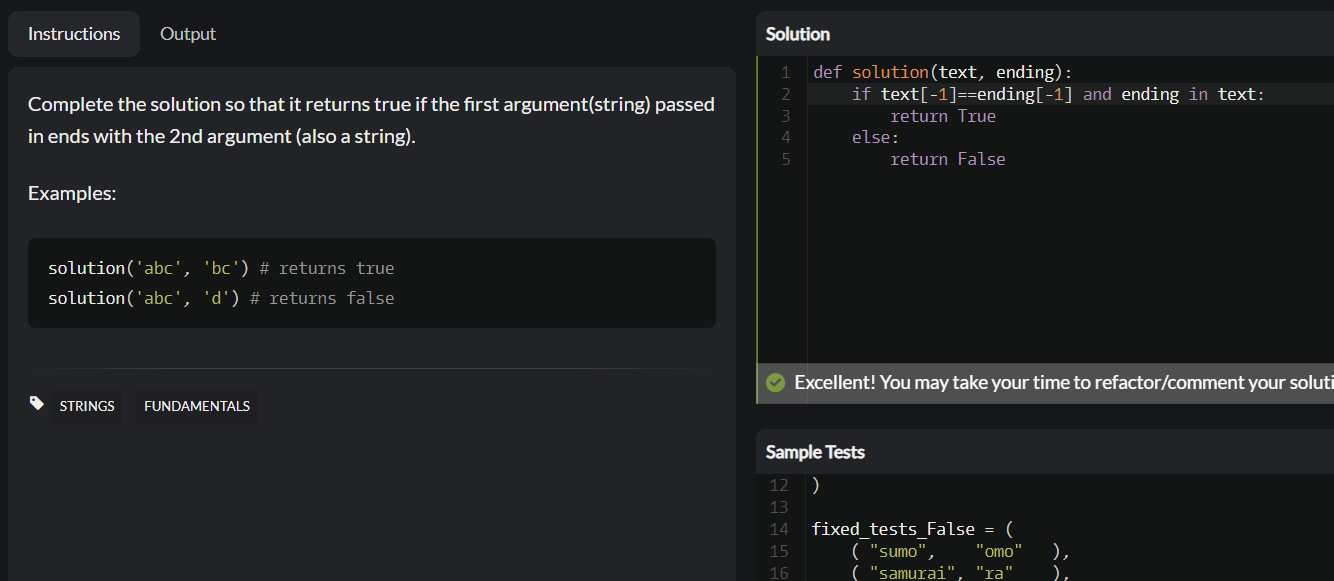 Instructions
Output
Complete the solution so that it returns true if the first argument(string) passed
in ends with the 2nd argument (also a string).
Examples:
solution('abc', 'bc') # returns true
solution('abc', 'd') # returns false
STRINGS
FUNDAMENTALS
Solution
1 def solution(text, ending):
2     if text[-1]==ending[-1] and ending in text:
3         return True
4     else:
5         return False
Excellent! You may take your time to refactor/comment your soluti
Sample Tests
12 )
13
14 fixed_tests_False = (
15     ( "sumo",    "omo"   ),
16     ( "samurai", "ra"    ),